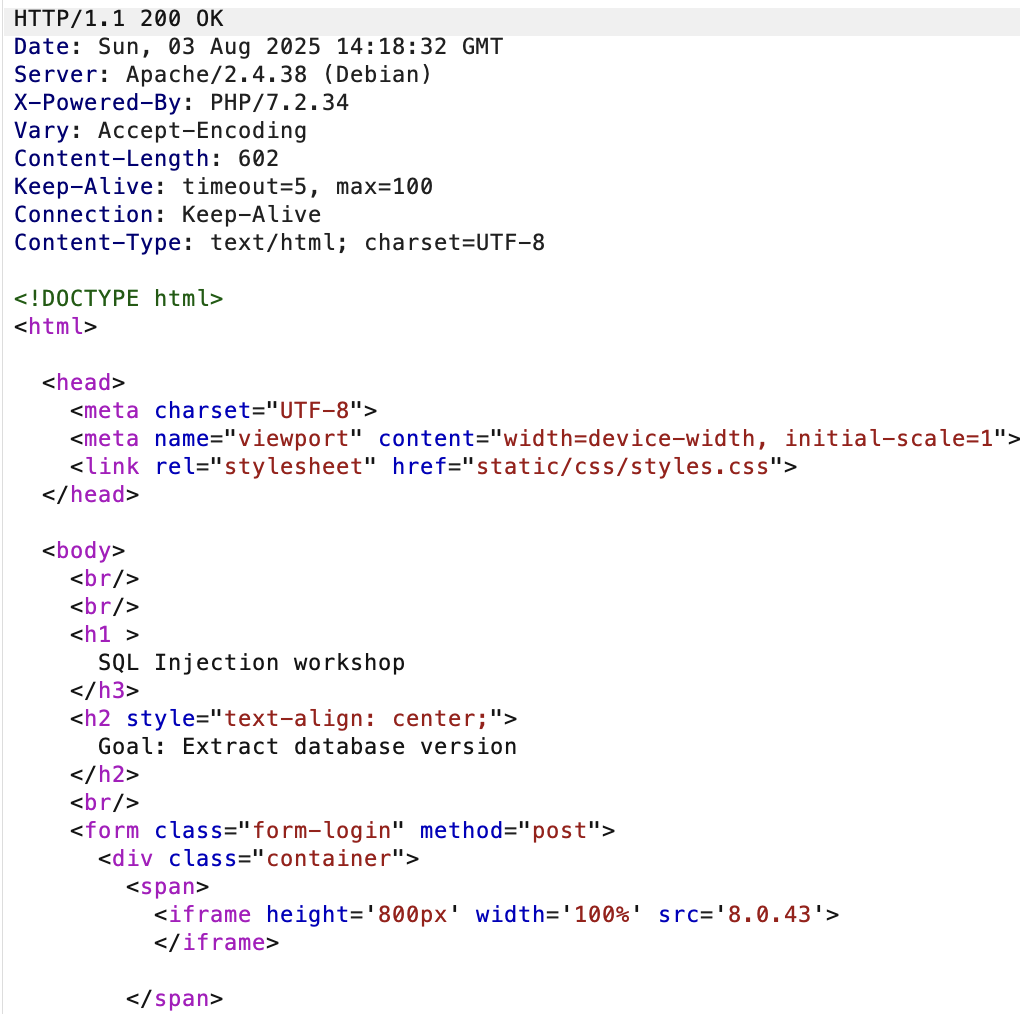 HTTP/1.1 200 OK
Date: Sun, 03 Aug 2025 14:18:32 GMT
Server: Apache/2.4.38 (Debian)
X-Powered-By: PHP/7.2.34
Vary: Accept-Encoding
Content-Length: 602
Keep-Alive: timeout=5, max=100
Connection: Keep-Alive
Content-Type: text/html; charset=UTF-8

<!DOCTYPE html>
<html>

  <head>
    <meta charset="UTF-8">
    <meta name="viewport" content="width=device-width, initial-scale=1">
    <link rel="stylesheet" href="static/css/styles.css">
  </head>

  <body>
    <br/>
    <br/>
    <h1 >
      SQL Injection workshop
    </h3>
    <h2 style="text-align: center;">
      Goal: Extract database version
    </h2>
    <br/>
    <form class="form-login" method="post">
      <div class="container">
        <span>
          <iframe height='800px' width='100%' src='8.0.43'>
          </iframe>

        </span>